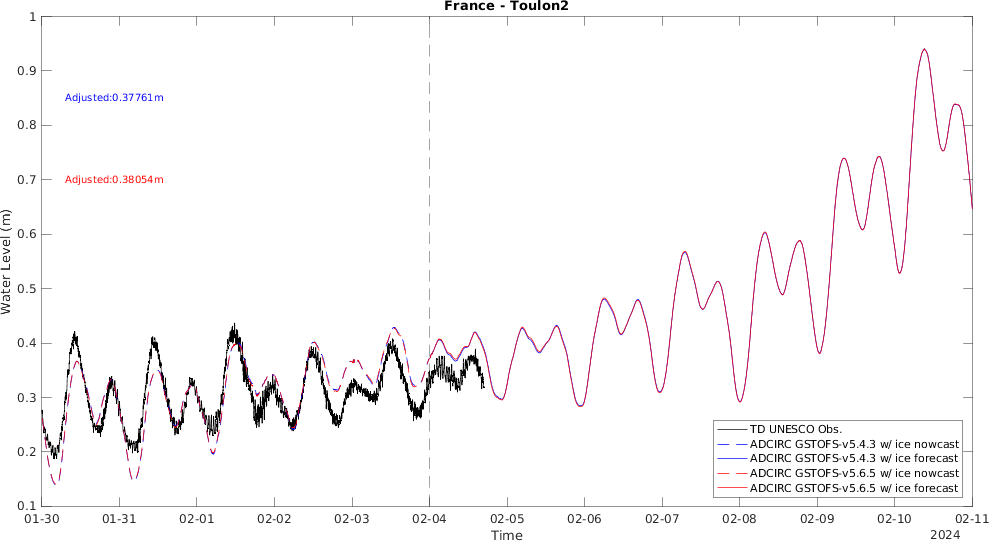 France - Toulon2
1
0.9
0.8
0.7
0.6
0.5
0.4
0.3
0.2
0.1
Water Level (m)
Adjusted:0.37761m
Adjusted:0.38054m
TD UNESCO Obs.
ADCIRC GSTOFS-v5.4.3 w/ ice nowcast
ADCIRC GSTOFS-v5.4.3 w/ ice forecast
ADCIRC GSTOFS-v5.6.5 w/ ice nowcast
ADCIRC GSTOFS-v5.6.5 w/ ice forecast
01-30 01-31 02-01 02-02 02-03 02-04 02-05 02-06 02-07 02-08 02-09 02-10 02-11
Time
2024